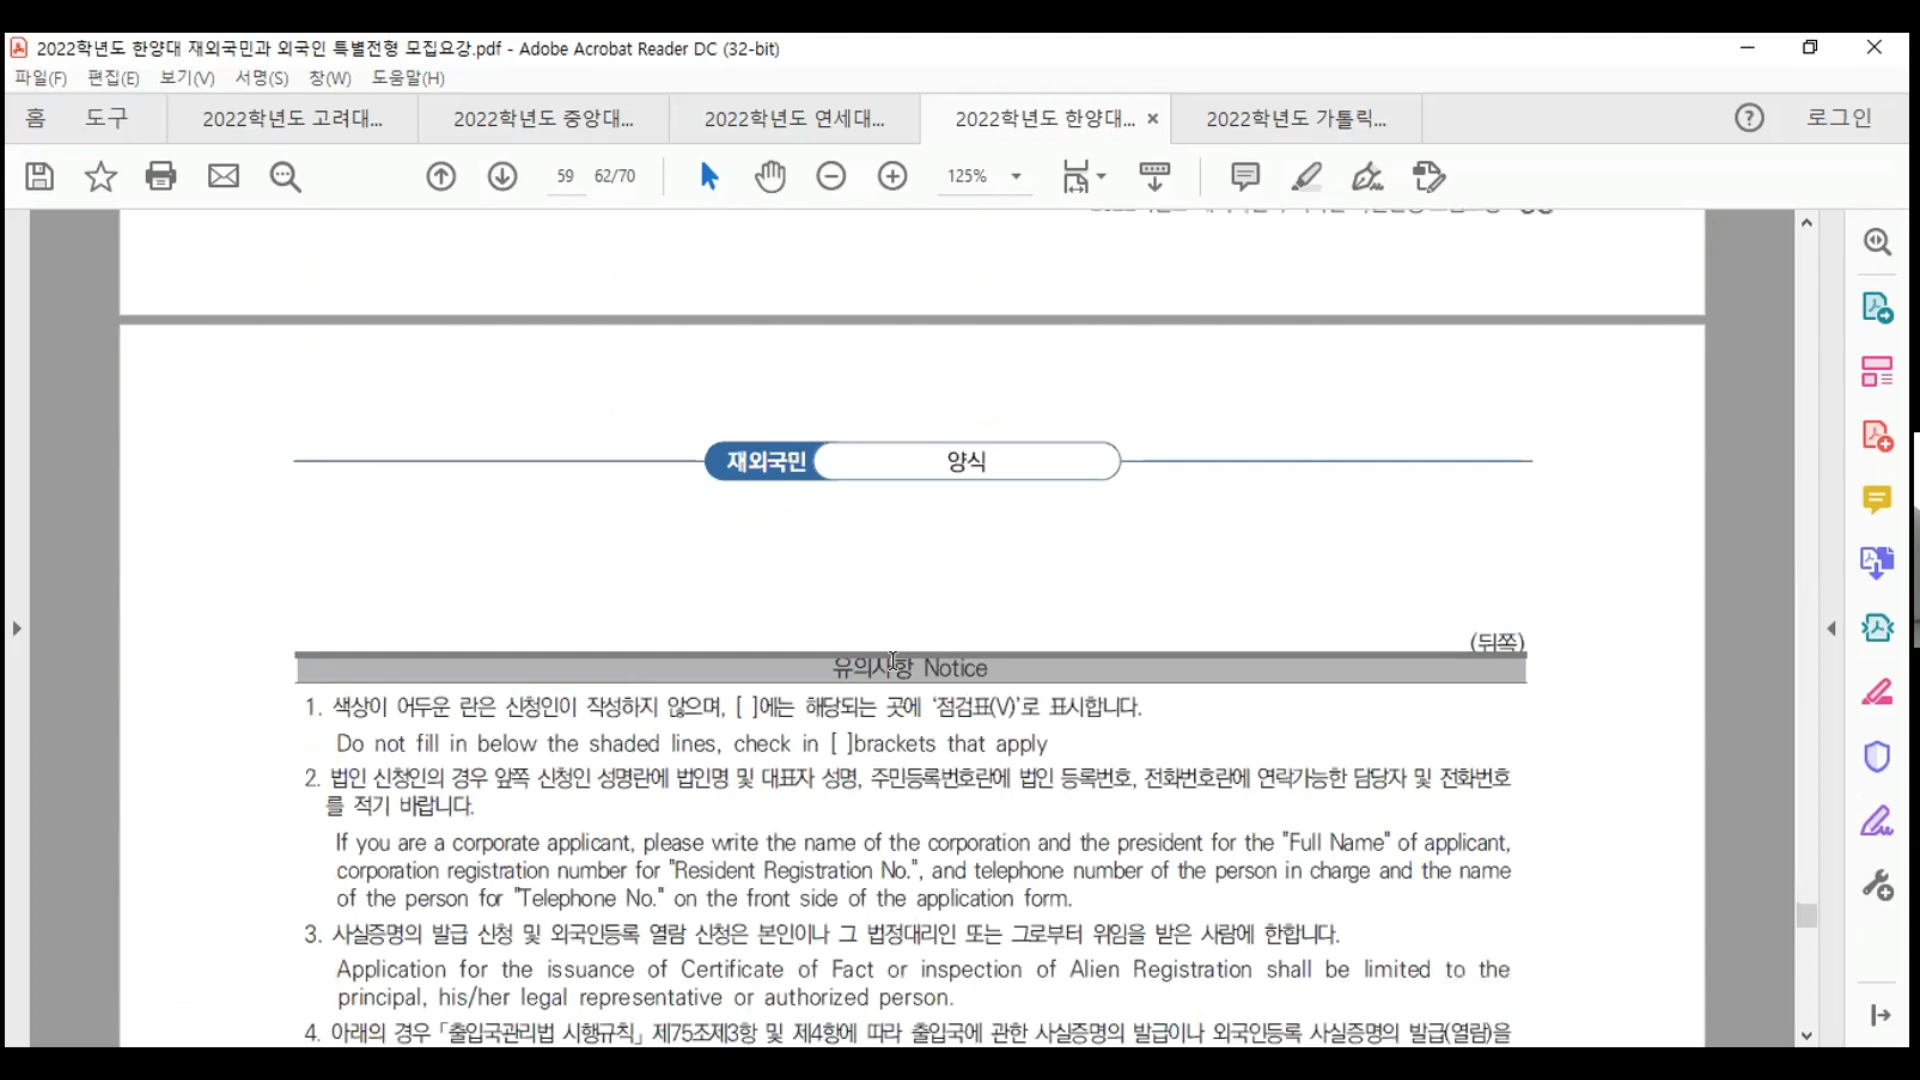 2022학년도 한양대 재외국민과 외국인 특별전형 모집요강.pdf - Adobe Acrobat Reader DC (32-bit)
파일(F) 편집(E) 보기(V) 서명(S) 창(W) 도움말(H)
홈 도구 2022학년도 고려대... 2022학년도 중앙대... 2022학년도 연세대... 2022학년도 한양대... × 2022학년도 가톨릭... ? 로그인
59 62/70 125%
재외국민 양식
(뒤쪽)
유의사항 Notice
1. 색상이 어두운 란은 신청인이 작성하지 않으며, [ ]에는 해당되는 곳에 '점검표(V)'로 표시합니다.
Do not fill in below the shaded lines, check in [ ]brackets that apply
2. 법인 신청인의 경우 앞쪽 신청인 성명란에 법인명 및 대표자 성명, 주민등록번호란에 법인 등록번호, 전화번호란에 연락가능한 담당자 및 전화번호
를 적기 바랍니다.
If you are a corporate applicant, please write the name of the corporation and the president for the "Full Name" of applicant,
corporation registration number for "Resident Registration No.", and telephone number of the person in charge and the name
of the person for "Telephone No." on the front side of the application form.
3. 사실증명의 발급 신청 및 외국인등록 열람 신청은 본인이나 그 법정대리인 또는 그로부터 위임을 받은 사람에 한합니다.
Application for the issuance of Certificate of Fact or inspection of Alien Registration shall be limited to the
principal, his/her legal representative or authorized person.
4. 아래의 경우 「출입국관리법 시행규칙」 제75조제3항 및 제4항에 따라 출입국에 관한 사실증명의 발급이나 외국인등록 사실증명의 발급(열람)을